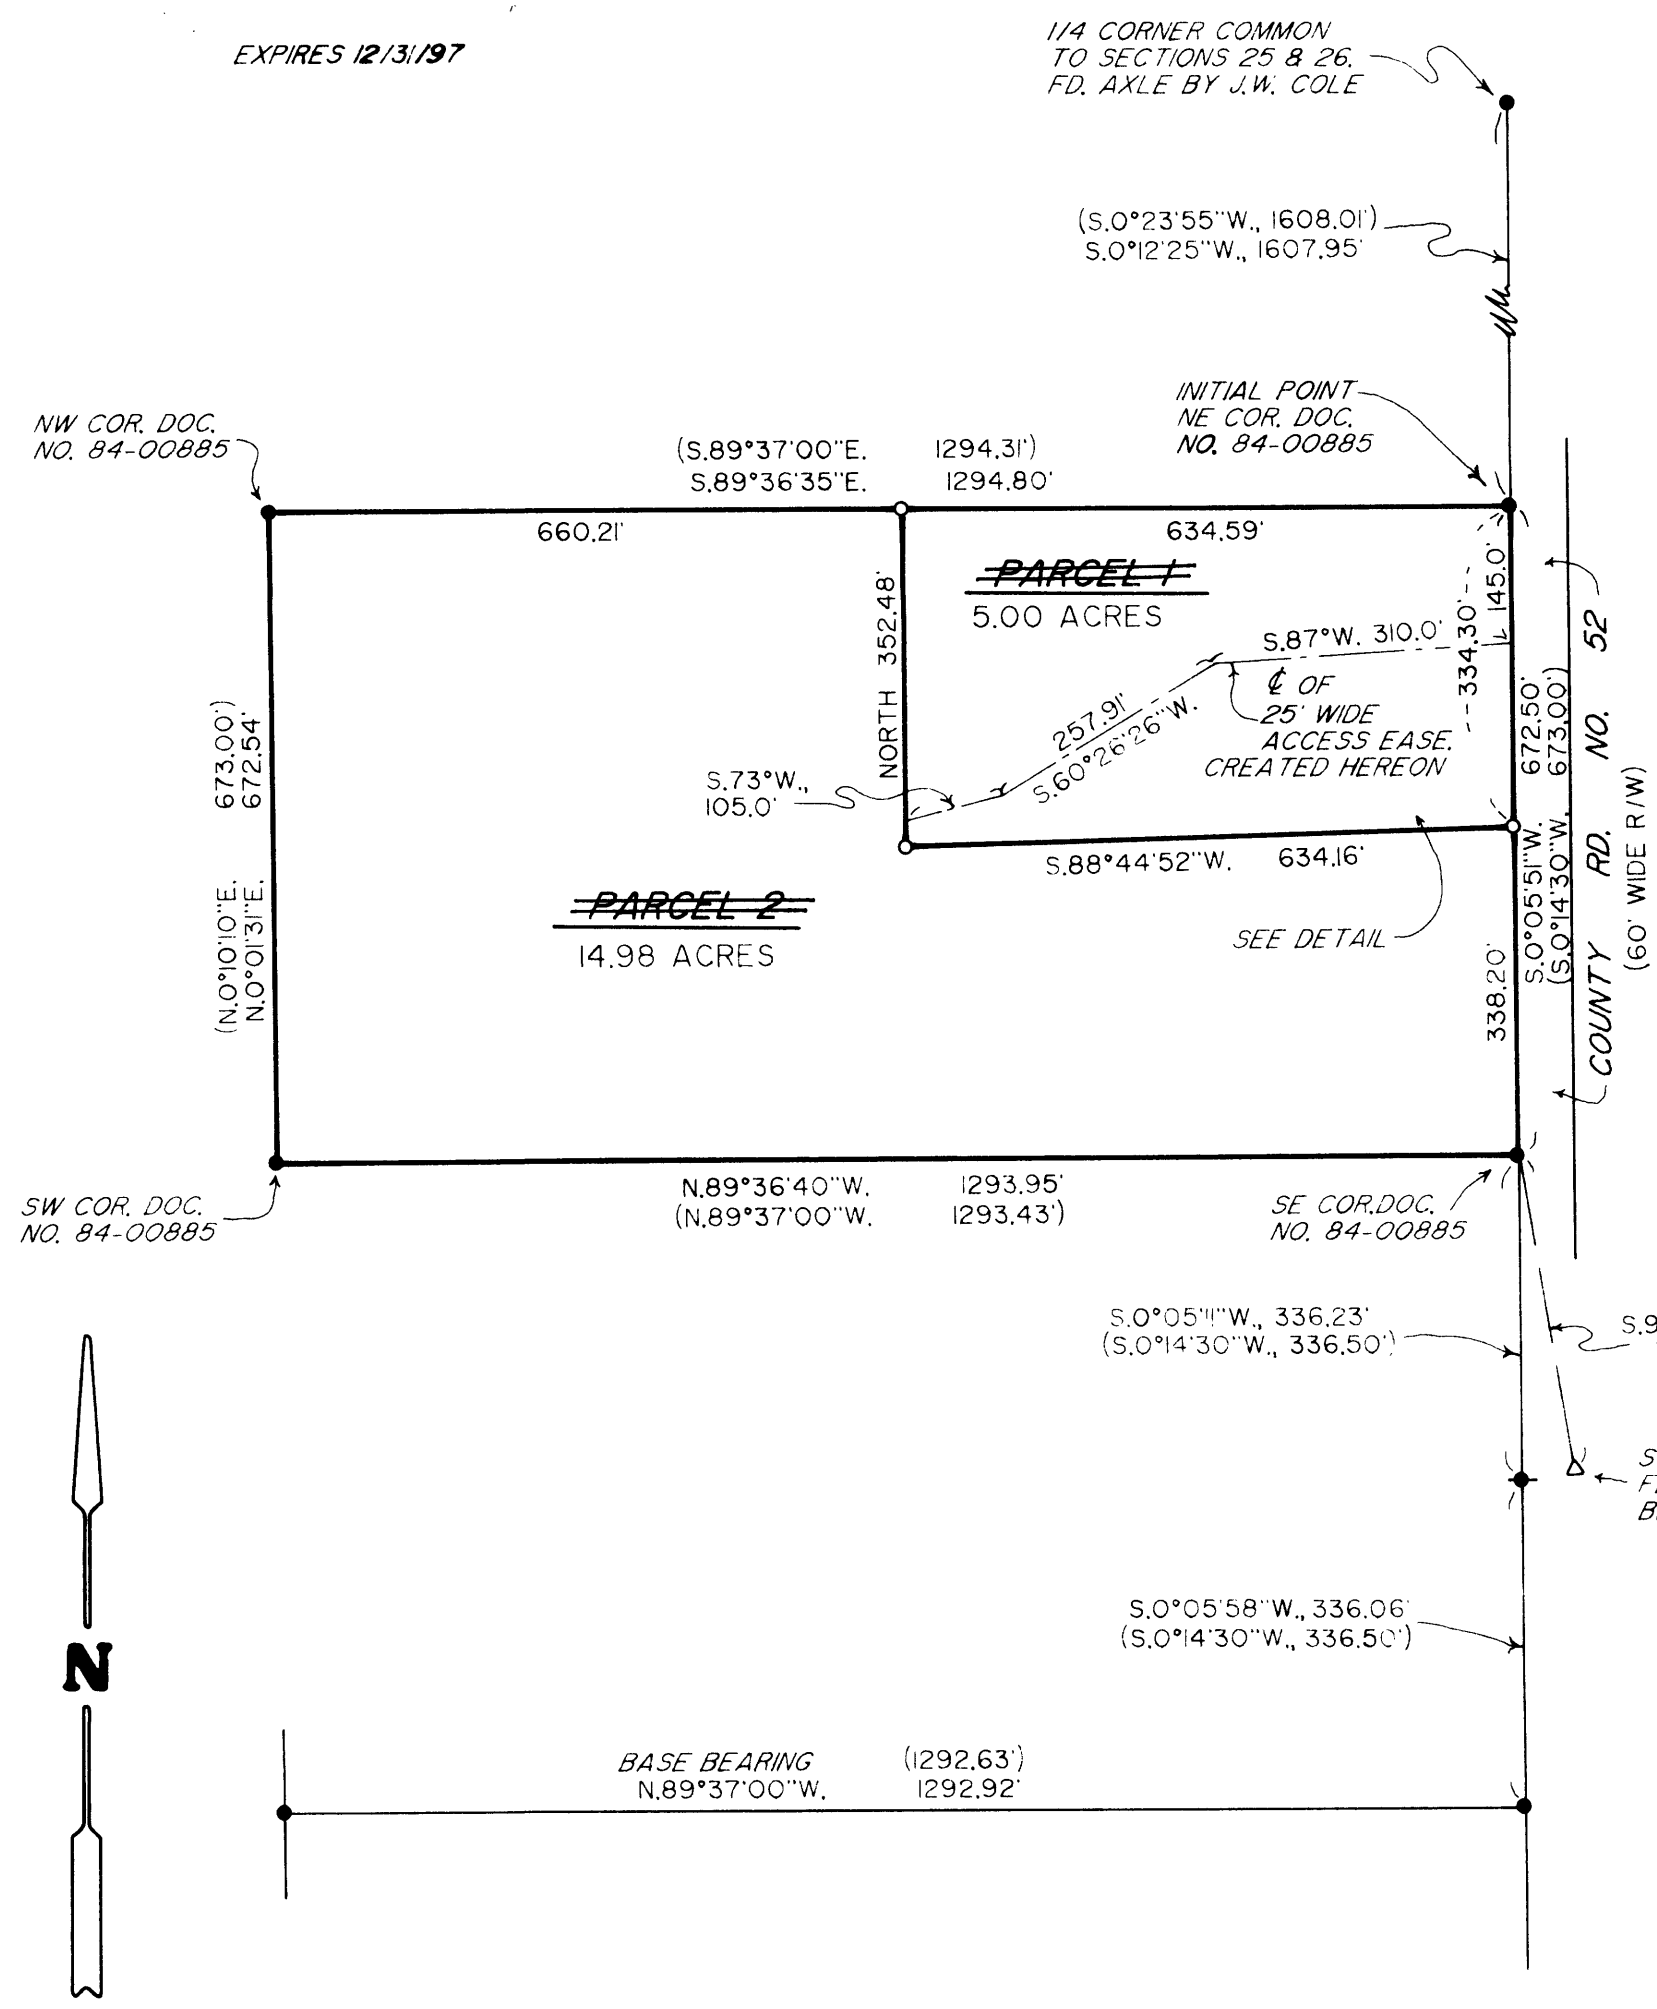 EXPIRES 12/31/97
1/4 CORNER COMMON
TO SECTIONS 25 & 26.
FD. AXLE BY J.W. COLE
(S.0°23'55"W., 1608.01')
S.0°12'25"W., 1607.95'
INITIAL POINT
NE COR. DOC.
NO. 84-00885
NW COR. DOC.
NO. 84-00885
(S.89°37'00"E. 1294.31')
S.89°36'35"E. 1294.80'
660.21'
634.59'
PARCEL 1
5.00 ACRES
NORTH 352.48'
145.0'
334.30'
S.87°W. 310.0'
℄ OF
25' WIDE
ACCESS EASE.
CREATED HEREON
257.91'
S.60°26'26"W.
S.73°W.,
105.0'
S.88°44'52"W. 634.16'
SEE DETAIL
PARCEL 2
14.98 ACRES
(N.0°10'10"E. 673.00')
N.0°01'31"E. 672.54'
338.20'
S.0°05'51"W. 672.50'
(S.0°14'30"W. 673.00')
COUNTY RD. NO. 52
(60' WIDE R/W)
N.89°36'40"W. 1293.95'
(N.89°37'00"W. 1293.43')
SW COR. DOC.
NO. 84-00885
SE COR.DOC.
NO. 84-00885
S.0°05'11"W., 336.23'
(S.0°14'30"W., 336.50')
S.9
S
B
N
S.0°05'58"W., 336.06'
(S.0°14'30"W., 336.50')
BASE BEARING (1292.63')
N.89°37'00"W. 1292.92'